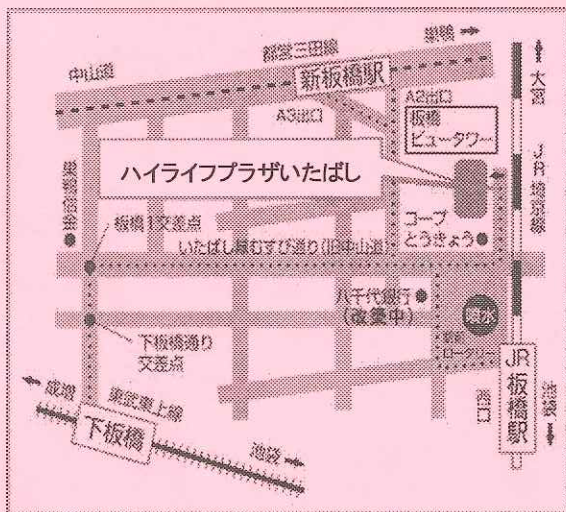 巣鴨
都営三田線
中山道
新板橋駅
大宮
A2出口
A3出口
板橋
ビュータワー
JR埼京線
ハイライフプラザいたばし
巣鴨信金
板橋1交差点
コープ
とうきょう
いたばし縁むすび通り(旧中山道)
八千代銀行
(改築中)
噴水
下板橋通り
交差点
駅前
ロータリー
JR
板橋駅
西口
池袋
成増
東武東上線
下板橋
池袋